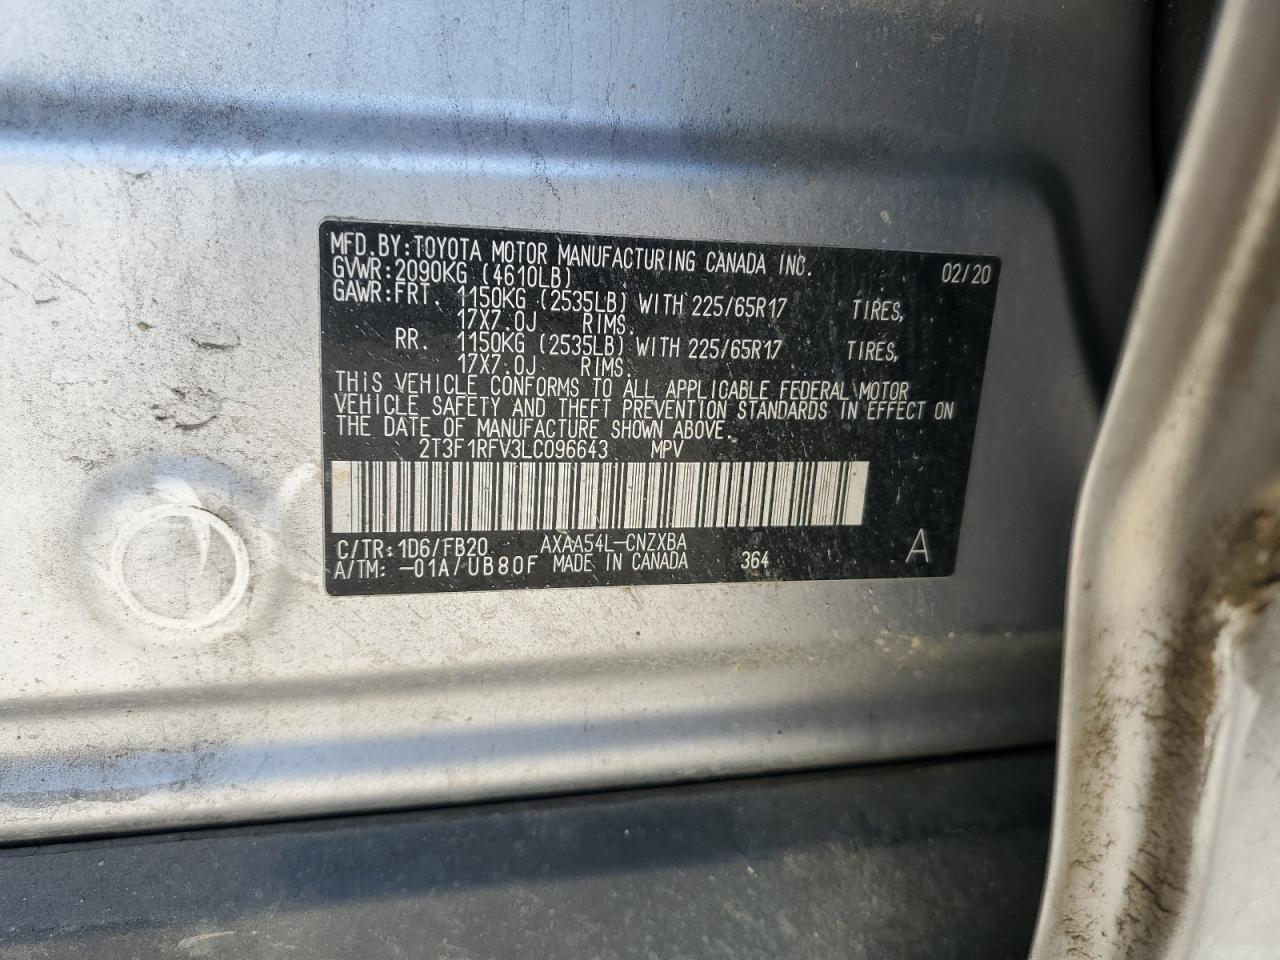 MFD.BY:TOYOTA MOTOR MANUFACTURING CANADA INC. 02/20
GVWR:2090KG (4610LB)
GAWR:FRT. 1150KG (2535LB) WITH 225/65R17 TIRES,
17X7.0J RIMS.
RR. 1150KG (2535LB) WITH 225/65R17 TIRES,
17X7.0J RIMS.
THIS VEHICLE CONFORMS TO ALL APPLICABLE FEDERAL MOTOR
VEHICLE SAFETY AND THEFT PREVENTION STANDARDS IN EFFECT ON
THE DATE OF MANUFACTURE SHOWN ABOVE.
2T3F1RFV3LC096643 MPV
C/TR:1D6/FB20 AXAA54L-CNZXBA
A/TM: -01A/UB80F MADE IN CANADA 364 A